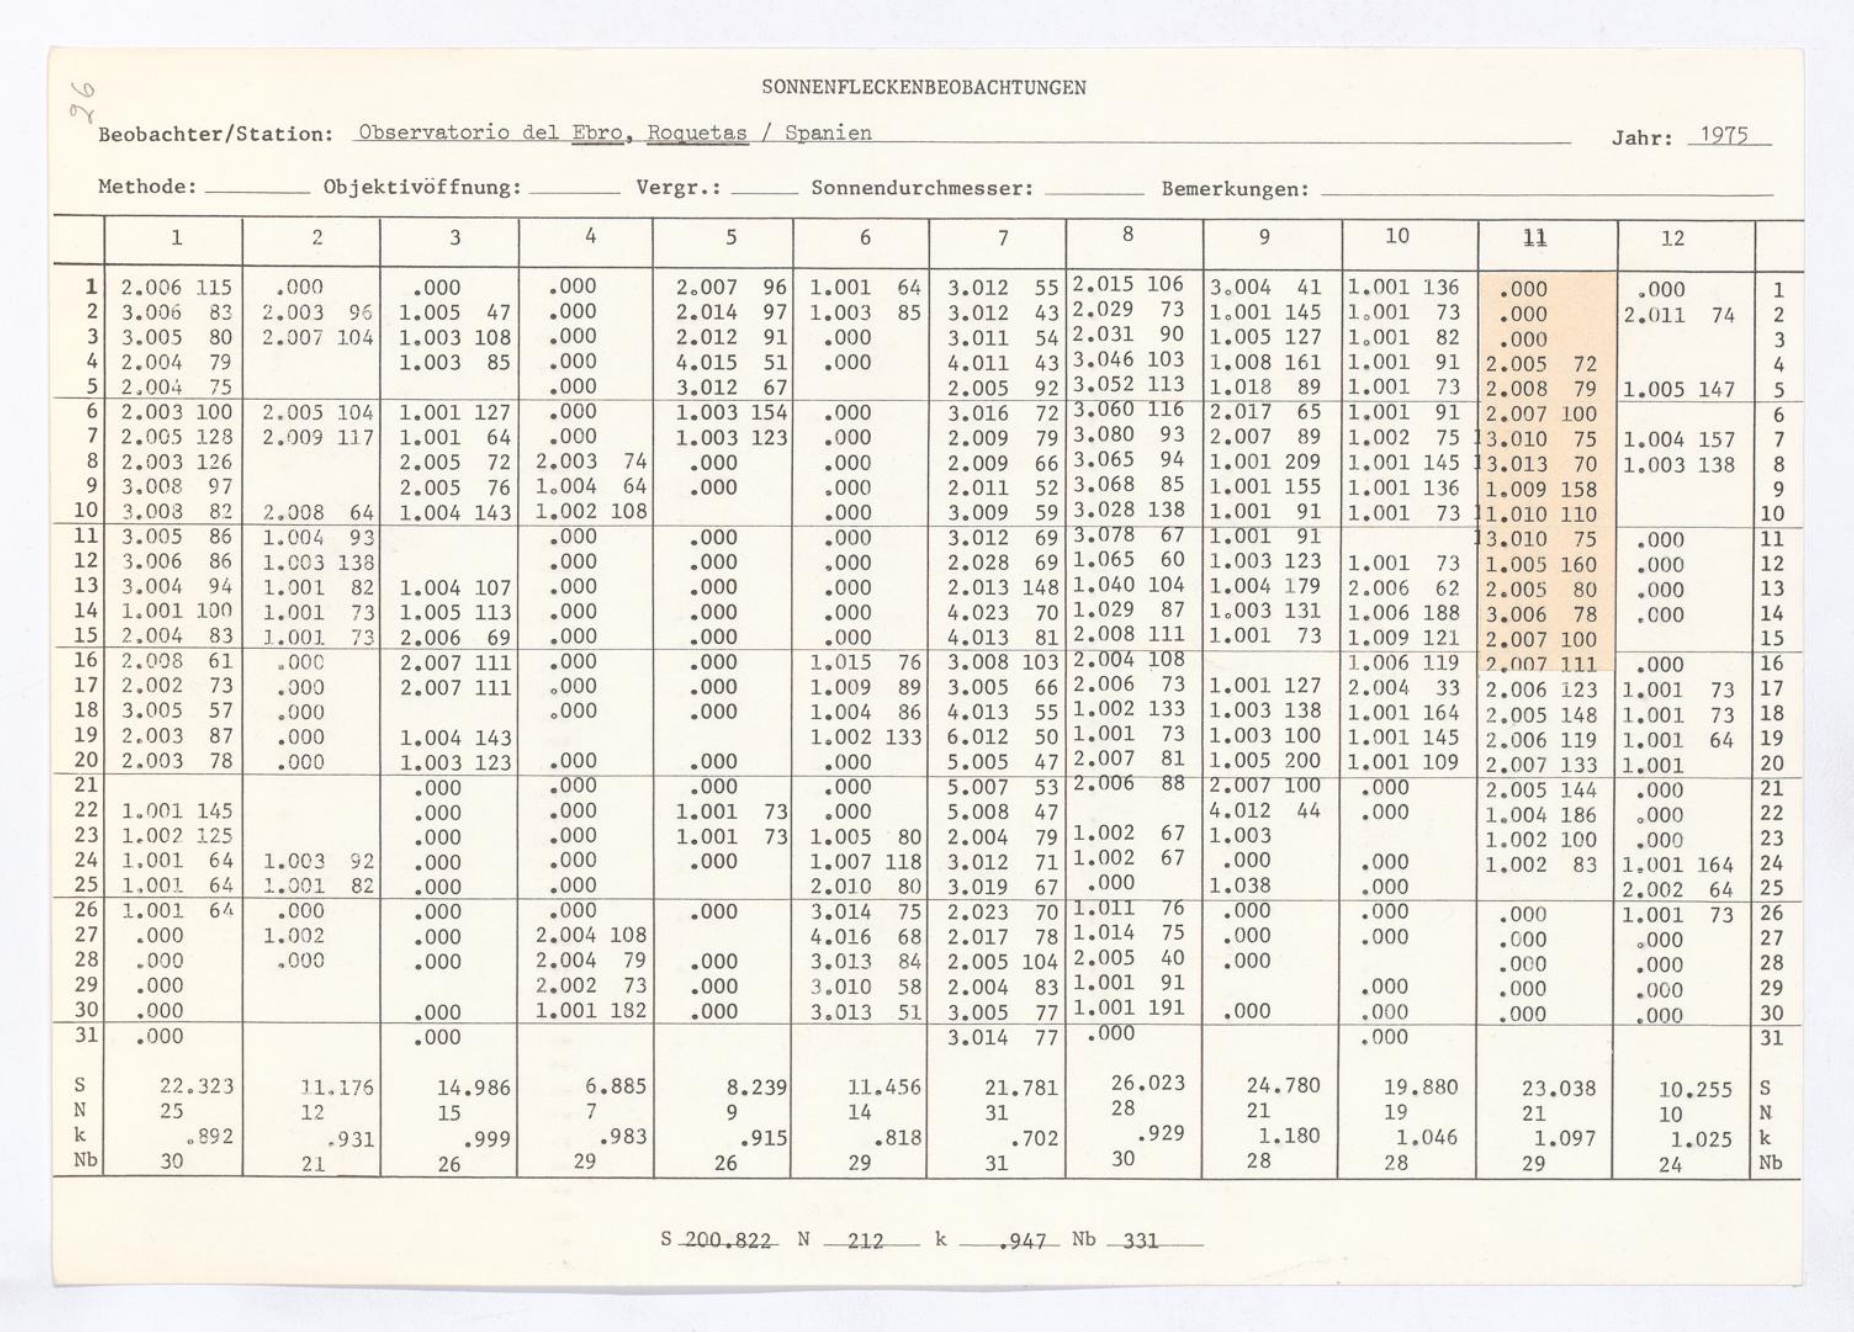 26
SONNENFLECKENBEOBACHTUNGEN
Beobachter/Station: Observatorio del Ebro, Roquetas / Spanien Jahr: 1975
Methode: Objektivöffnung: Vergr.: Sonnendurchmesser: Bemerkungen:
1 2 3 4 5 6 7 8 9 10 11 12
1 2.006 115 .000 .000 .000 2.007 96 1.001 64 3.012 55 2.015 106 3.004 41 1.001 136 .000 .000 1
2 3.006 83 2.003 96 1.005 47 .000 2.014 97 1.003 85 3.012 43 2.029 73 1.001 145 1.001 73 .000 2.011 74 2
3 3.005 80 2.007 104 1.003 108 .000 2.012 91 .000 3.011 54 2.031 90 1.005 127 1.001 82 .000 3
4 2.004 79 1.003 85 .000 4.015 51 .000 4.011 43 3.046 103 1.008 161 1.001 91 2.005 72 4
5 2.004 75 .000 3.012 67 2.005 92 3.052 113 1.018 89 1.001 73 2.008 79 1.005 147 5
6 2.003 100 2.005 104 1.001 127 .000 1.003 154 .000 3.016 72 3.060 116 2.017 65 1.001 91 2.007 100 6
7 2.005 128 2.009 117 1.001 64 .000 1.003 123 .000 2.009 79 3.080 93 2.007 89 1.002 75 13.010 75 1.004 157 7
8 2.003 126 2.005 72 2.003 74 .000 .000 2.009 66 3.065 94 1.001 209 1.001 145 13.013 70 1.003 138 8
9 3.008 97 2.005 76 1.004 64 .000 .000 2.011 52 3.068 85 1.001 155 1.001 136 1.009 158 9
10 3.003 82 2.008 64 1.004 143 1.002 108 .000 3.009 59 3.028 138 1.001 91 1.001 73 11.010 110 10
11 3.005 86 1.004 93 .000 .000 .000 3.012 69 3.078 67 1.001 91 13.010 75 .000 11
12 3.006 86 1.003 138 .000 .000 .000 2.028 69 1.065 60 1.003 123 1.001 73 1.005 160 .000 12
13 3.004 94 1.001 82 1.004 107 .000 .000 .000 2.013 148 1.040 104 1.004 179 2.006 62 2.005 80 .000 13
14 1.001 100 1.001 73 1.005 113 .000 .000 .000 4.023 70 1.029 87 1.003 131 1.006 188 3.006 78 .000 14
15 2.004 83 1.001 73 2.006 69 .000 .000 .000 4.013 81 2.008 111 1.001 73 1.009 121 2.007 100 15
16 2.008 61 .000 2.007 111 .000 .000 1.015 76 3.008 103 2.004 108 1.006 119 2.007 111 .000 16
17 2.002 73 .000 2.007 111 .000 .000 1.009 89 3.005 66 2.006 73 1.001 127 2.004 33 2.006 123 1.001 73 17
18 3.005 57 .000 .000 .000 1.004 86 4.013 55 1.002 133 1.003 138 1.001 164 2.005 148 1.001 73 18
19 2.003 87 .000 1.004 143 1.002 133 6.012 50 1.001 73 1.003 100 1.001 145 2.006 119 1.001 64 19
20 2.003 78 .000 1.003 123 .000 .000 .000 5.005 47 2.007 81 1.005 200 1.001 109 2.007 133 1.001 20
21 .000 .000 .000 .000 5.007 53 2.006 88 2.007 100 .000 2.005 144 .000 21
22 1.001 145 .000 .000 1.001 73 .000 5.008 47 4.012 44 .000 1.004 186 .000 22
23 1.002 125 .000 .000 1.001 73 1.005 80 2.004 79 1.002 67 1.003 1.002 100 .000 23
24 1.001 64 1.003 92 .000 .000 .000 1.007 118 3.012 71 1.002 67 .000 .000 1.002 83 1.001 164 24
25 1.001 64 1.001 82 .000 .000 2.010 80 3.019 67 .000 1.038 .000 2.002 64 25
26 1.001 64 .000 .000 .000 .000 3.014 75 2.023 70 1.011 76 .000 .000 .000 1.001 73 26
27 .000 1.002 .000 2.004 108 4.016 68 2.017 78 1.014 75 .000 .000 .000 .000 27
28 .000 .000 .000 2.004 79 .000 3.013 84 2.005 104 2.005 40 .000 .000 .000 28
29 .000 2.002 73 .000 3.010 58 2.004 83 1.001 91 .000 .000 .000 29
30 .000 .000 1.001 182 .000 3.013 51 3.005 77 1.001 191 .000 .000 .000 .000 30
31 .000 .000 3.014 77 .000 .000 31
S 22.323 11.176 14.986 6.885 8.239 11.456 21.781 26.023 24.780 19.880 23.038 10.255 S
N 25 12 15 7 9 14 31 28 21 19 21 10 N
k .892 .931 .999 .983 .915 .818 .702 .929 1.180 1.046 1.097 1.025 k
Nb 30 21 26 29 26 29 31 30 28 28 29 24 Nb
S 200.822 N 212 k .947 Nb 331